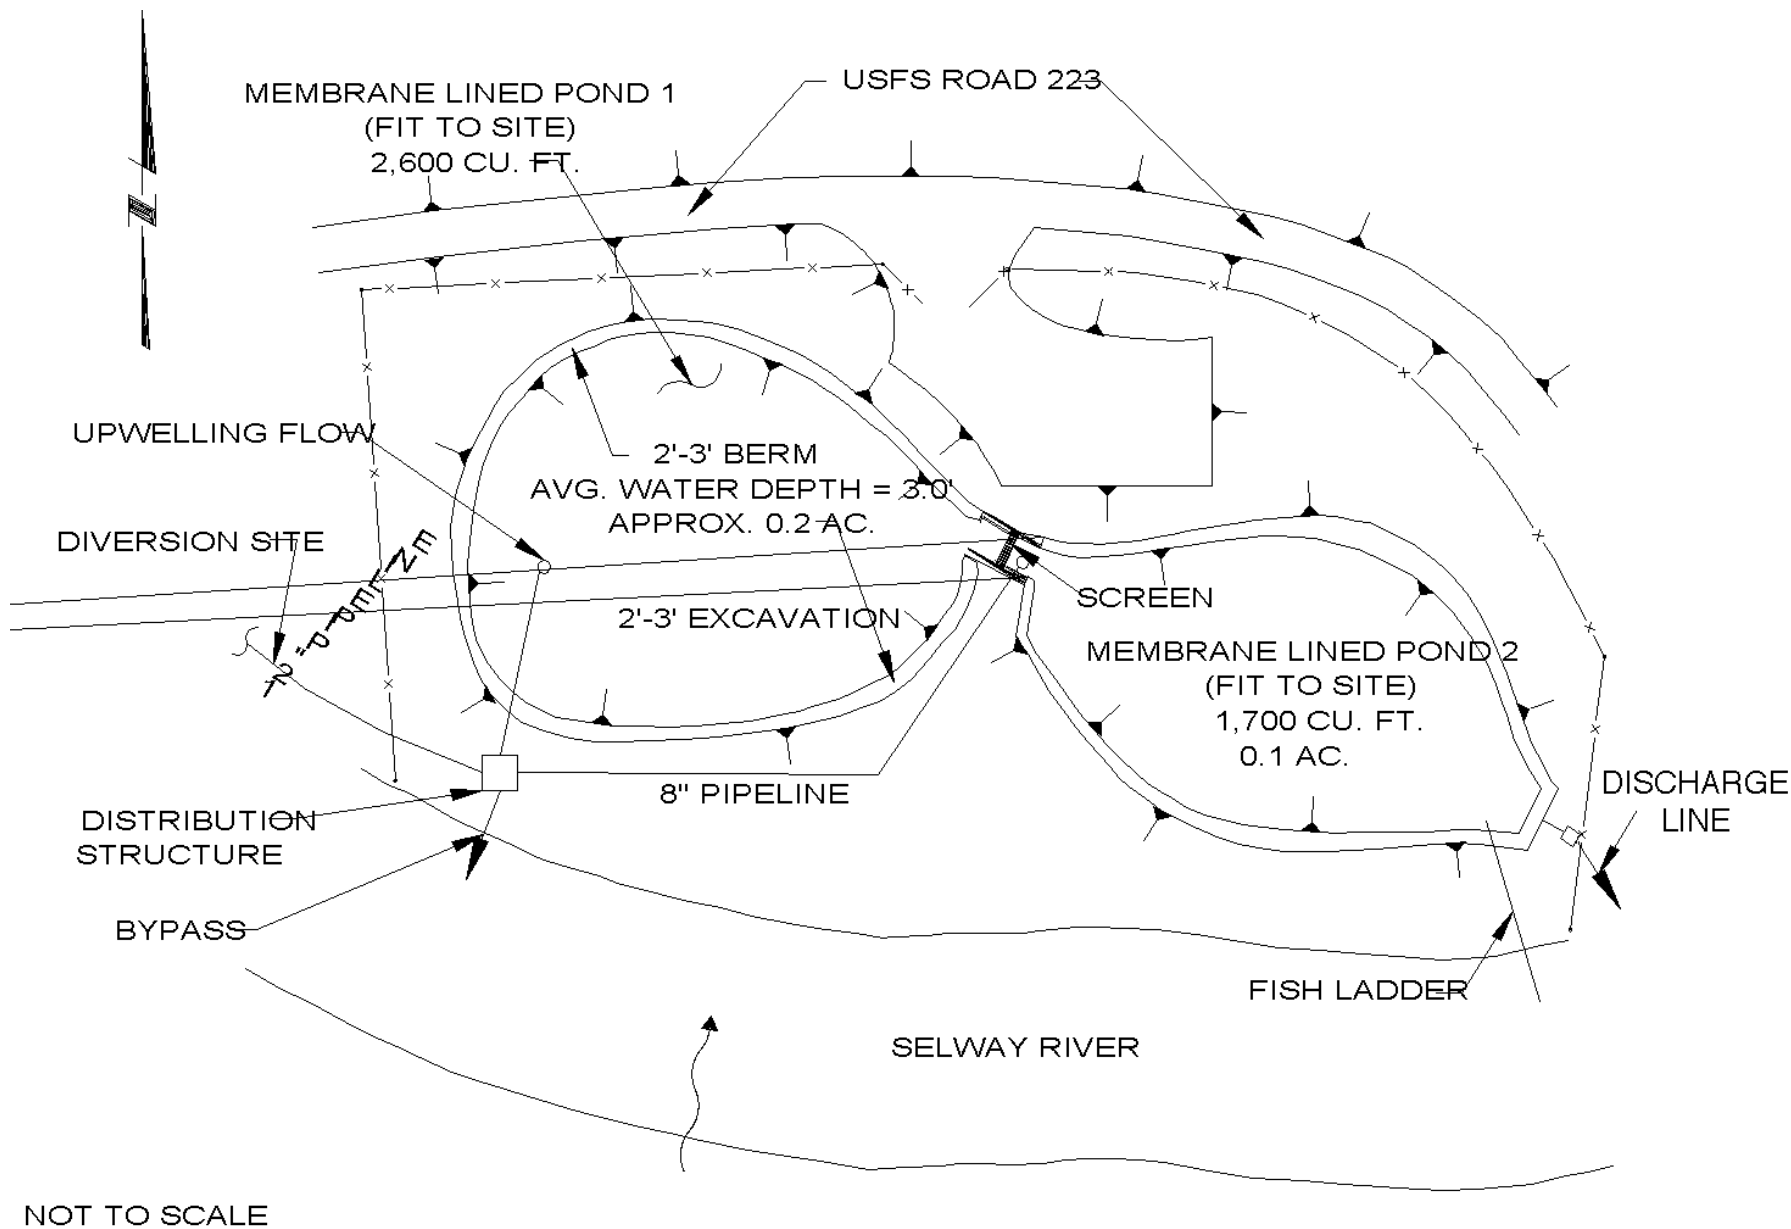 USFS ROAD 223
MEMBRANE LINED POND 1
(FIT TO SITE)
2,600 CU. FT.
UPWELLING FLOW
2'-3' BERM
AVG. WATER DEPTH = 3.0'
APPROX. 0.2 AC.
DIVERSION SITE
12" PIPELINE
2'-3' EXCAVATION
SCREEN
MEMBRANE LINED POND 2
(FIT TO SITE)
1,700 CU. FT.
0.1 AC.
8" PIPELINE
DISCHARGE
LINE
DISTRIBUTION
STRUCTURE
BYPASS
FISH LADDER
SELWAY RIVER
NOT TO SCALE